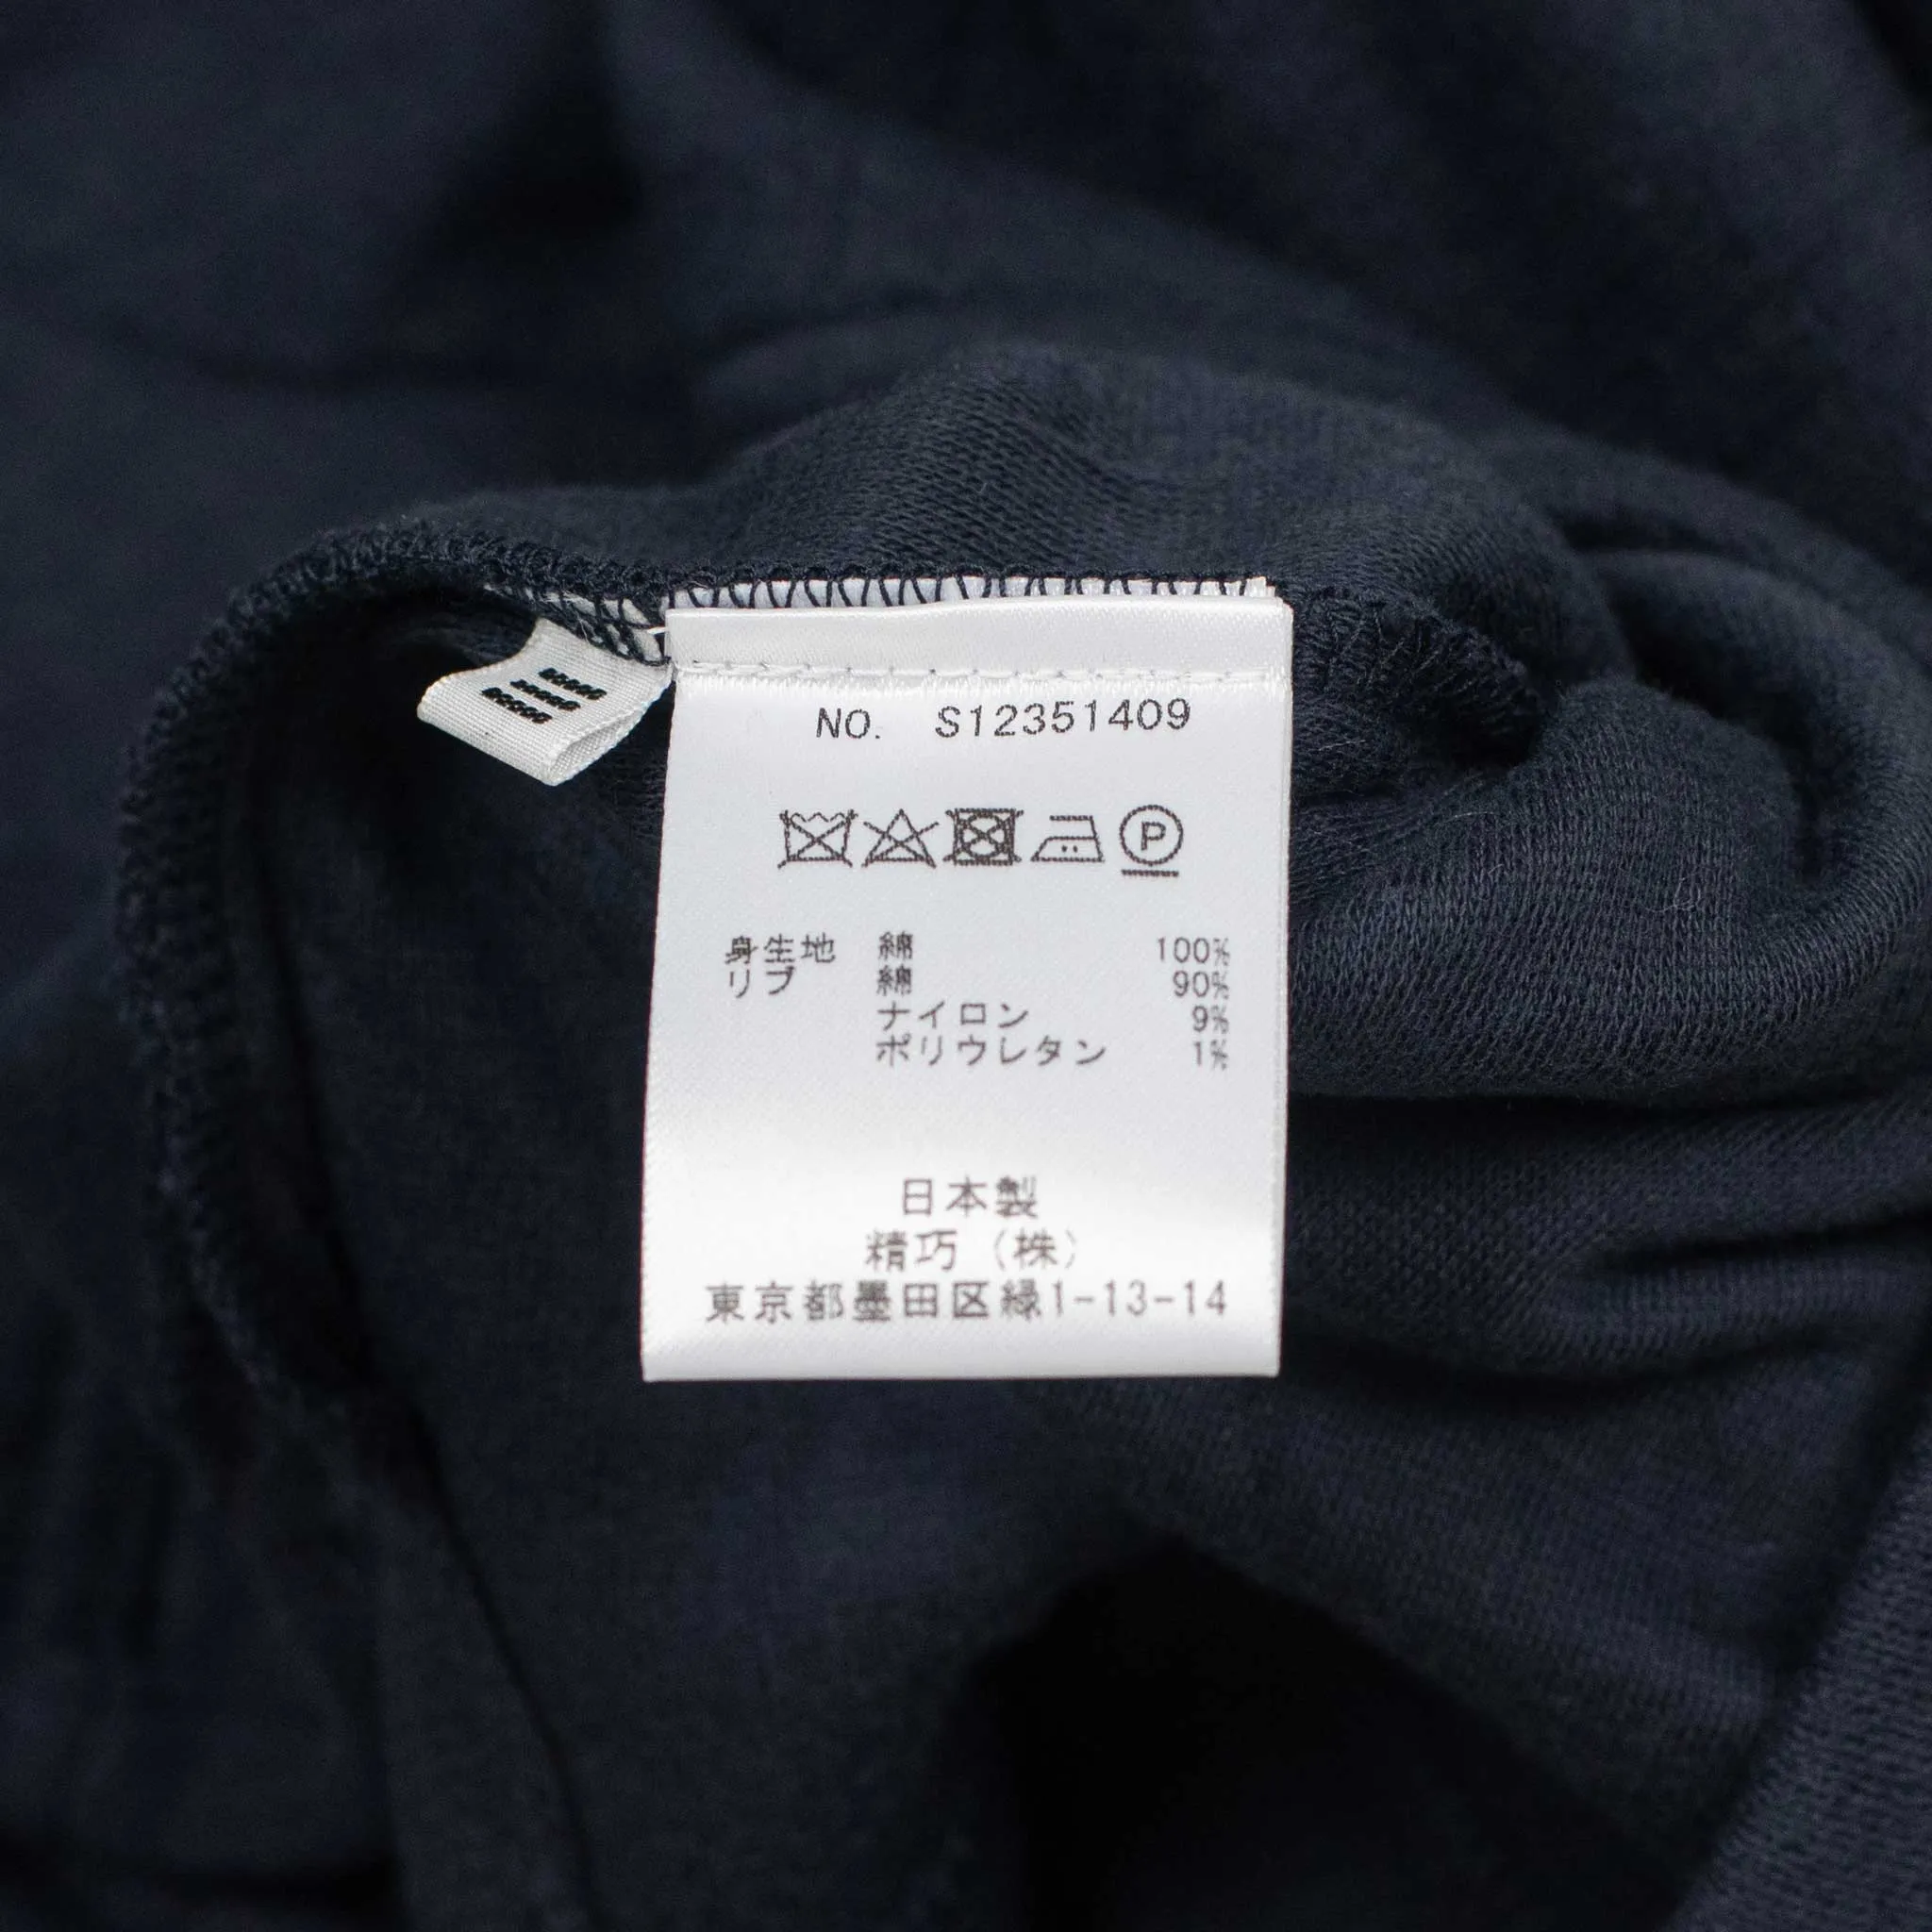 NO. S12351409
P
身生地 綿 100%
リブ 綿 90%
ナイロン 9%
ポリウレタン 1%
日本製
精巧（株）
東京都墨田区緑1-13-14